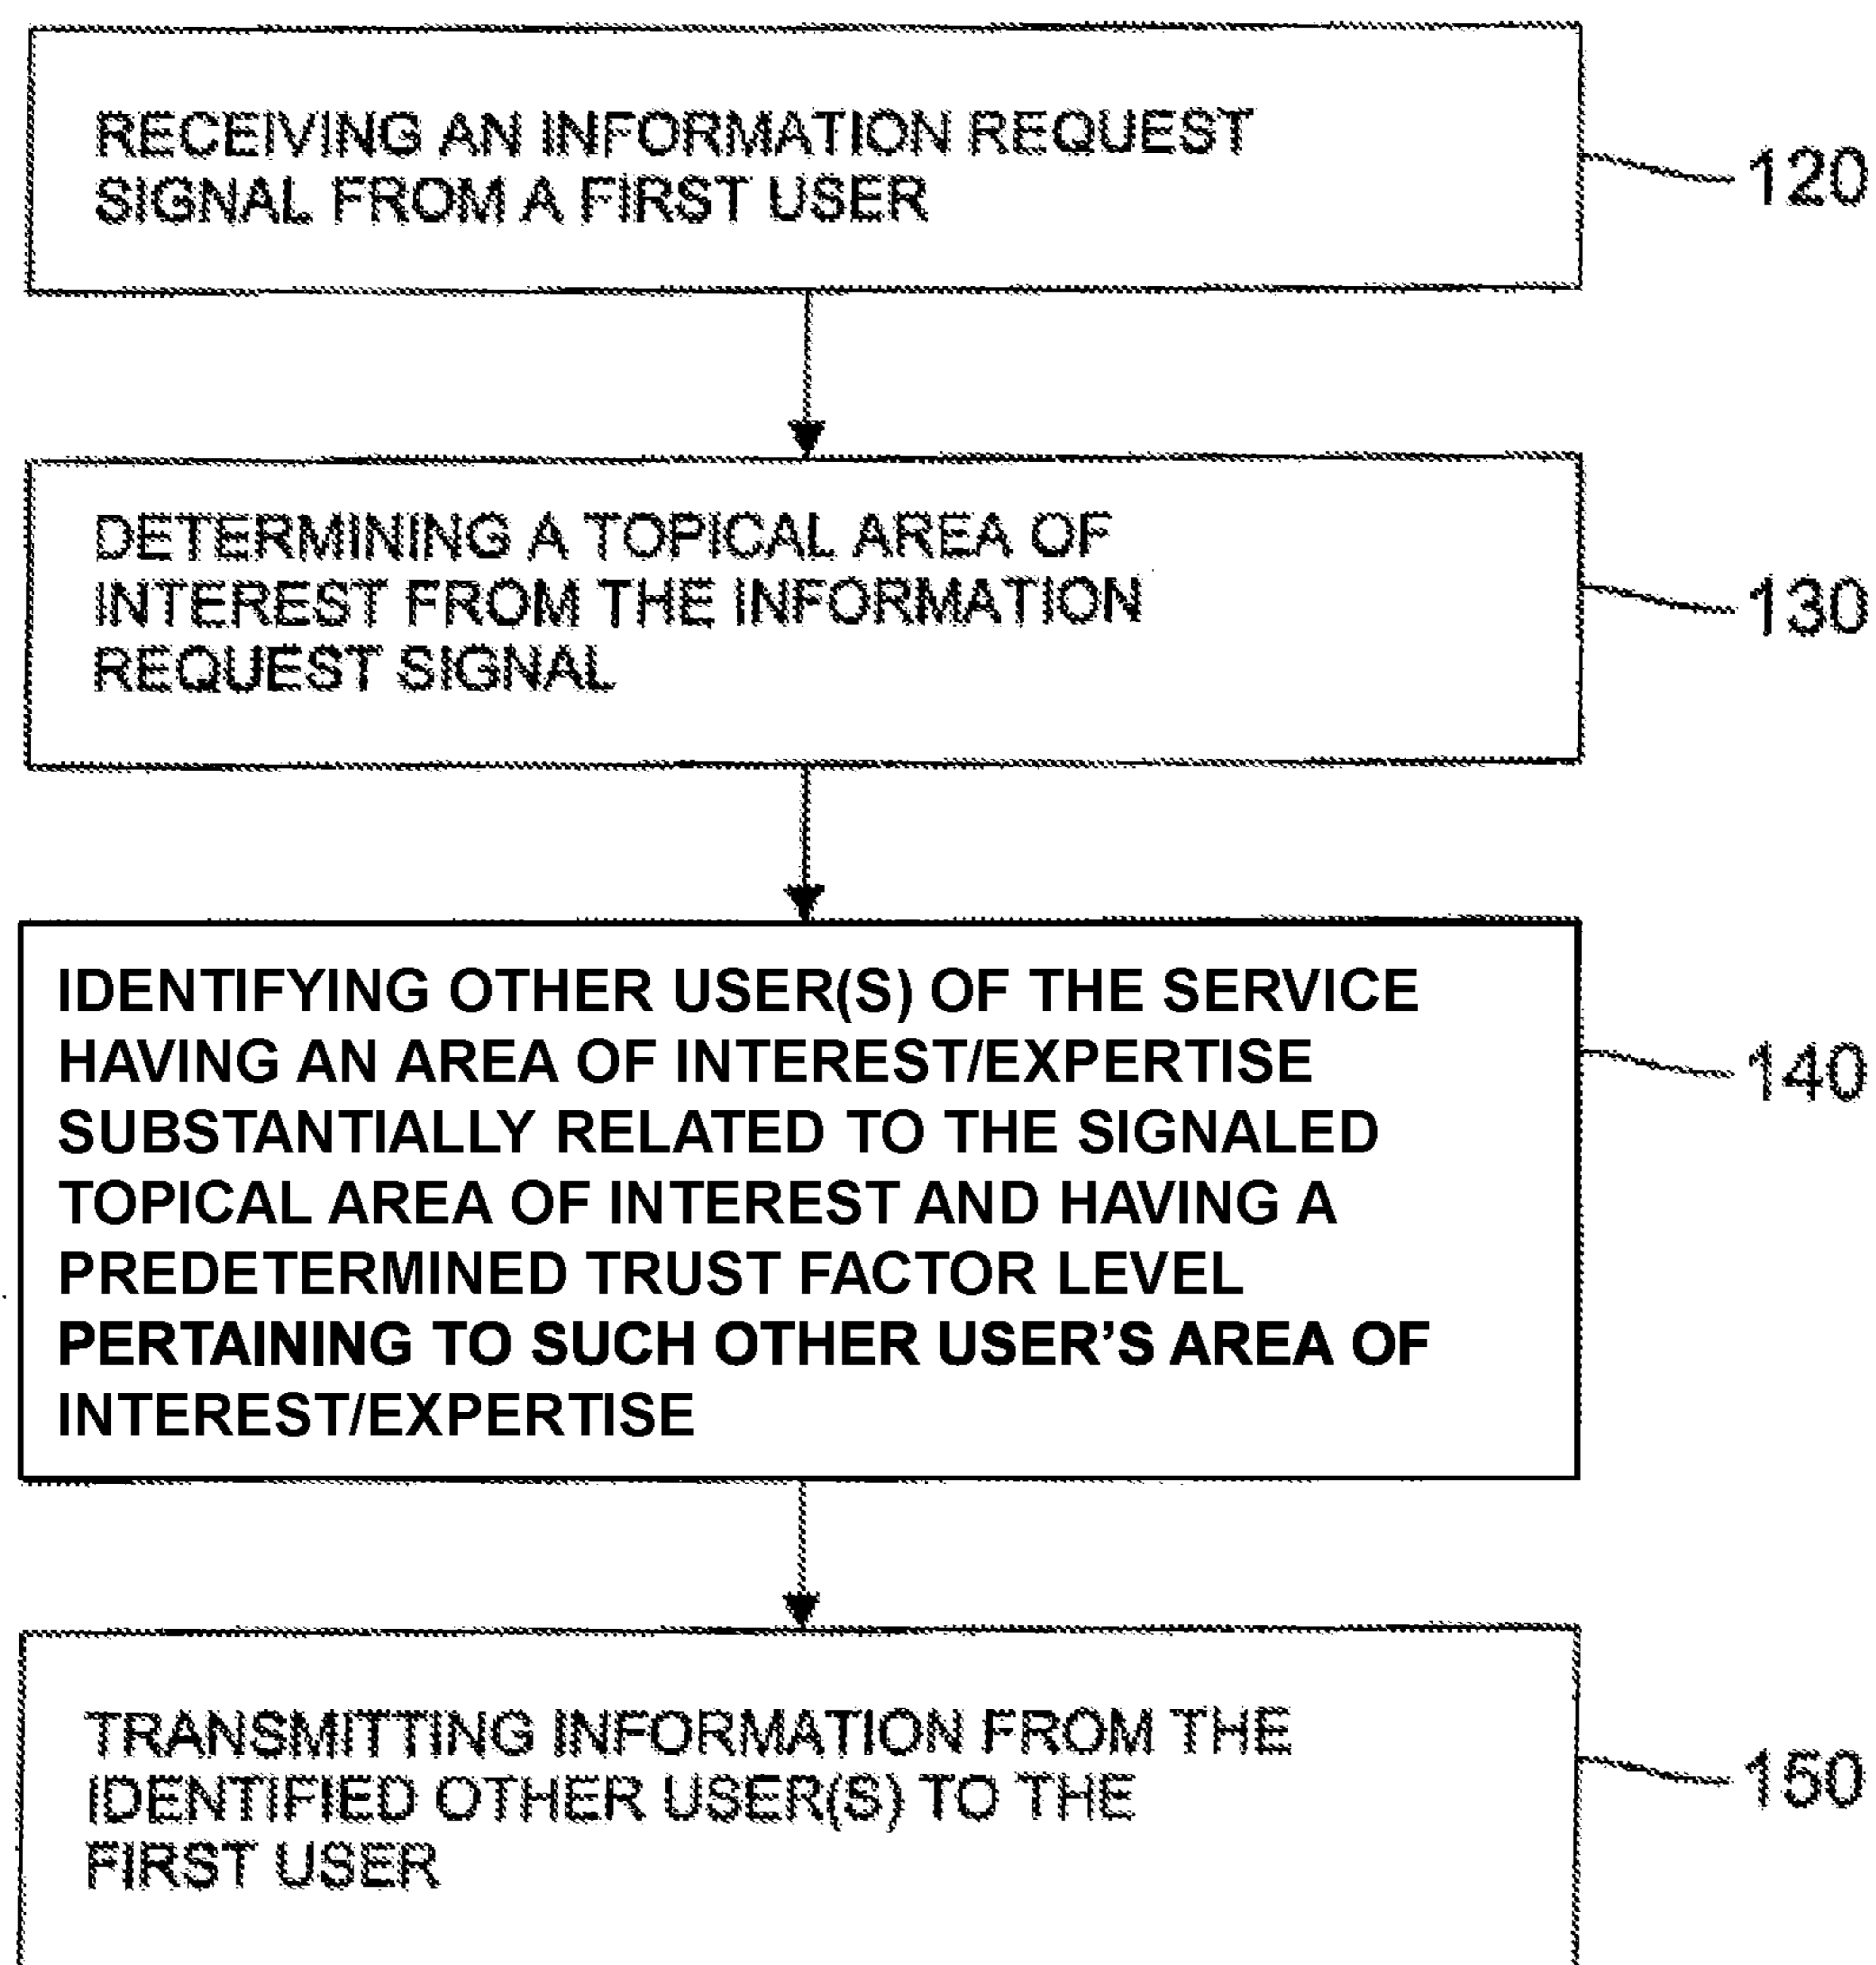 RECEIVING AN INFORMATION REQUEST
SIGNAL FROM A FIRST USER
120
DETERMINING A TOPICAL AREA OF
INTEREST FROM THE INFORMATION
REQUEST SIGNAL
130
IDENTIFYING OTHER USER(S) OF THE SERVICE
HAVING AN AREA OF INTEREST/EXPERTISE
SUBSTANTIALLY RELATED TO THE SIGNALED
TOPICAL AREA OF INTEREST AND HAVING A
PREDETERMINED TRUST FACTOR LEVEL
PERTAINING TO SUCH OTHER USER’S AREA OF
INTEREST/EXPERTISE
140
TRANSMITTING INFORMATION FROM THE
IDENTIFIED OTHER USER(S) TO THE
FIRST USER
150